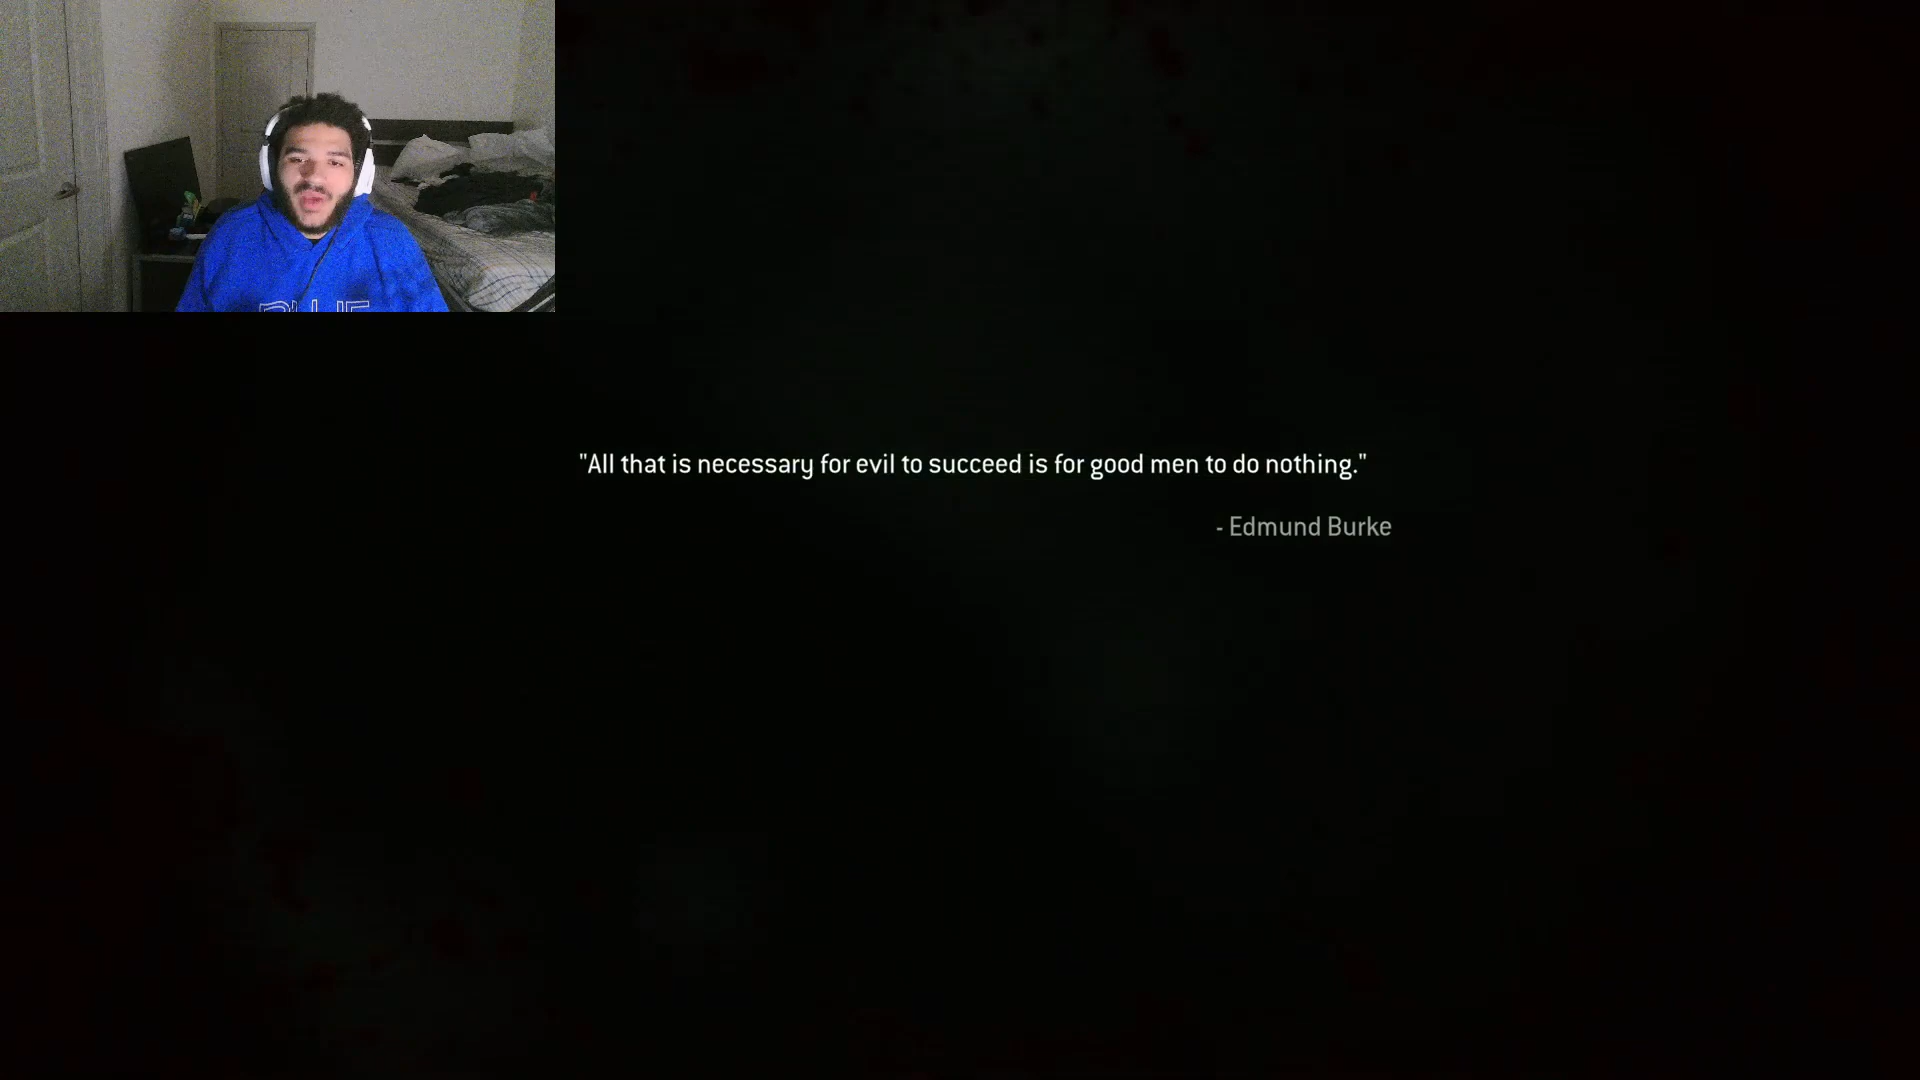 "All that is necessary for evil to succeed is for good men to do nothing."
- Edmund Burke